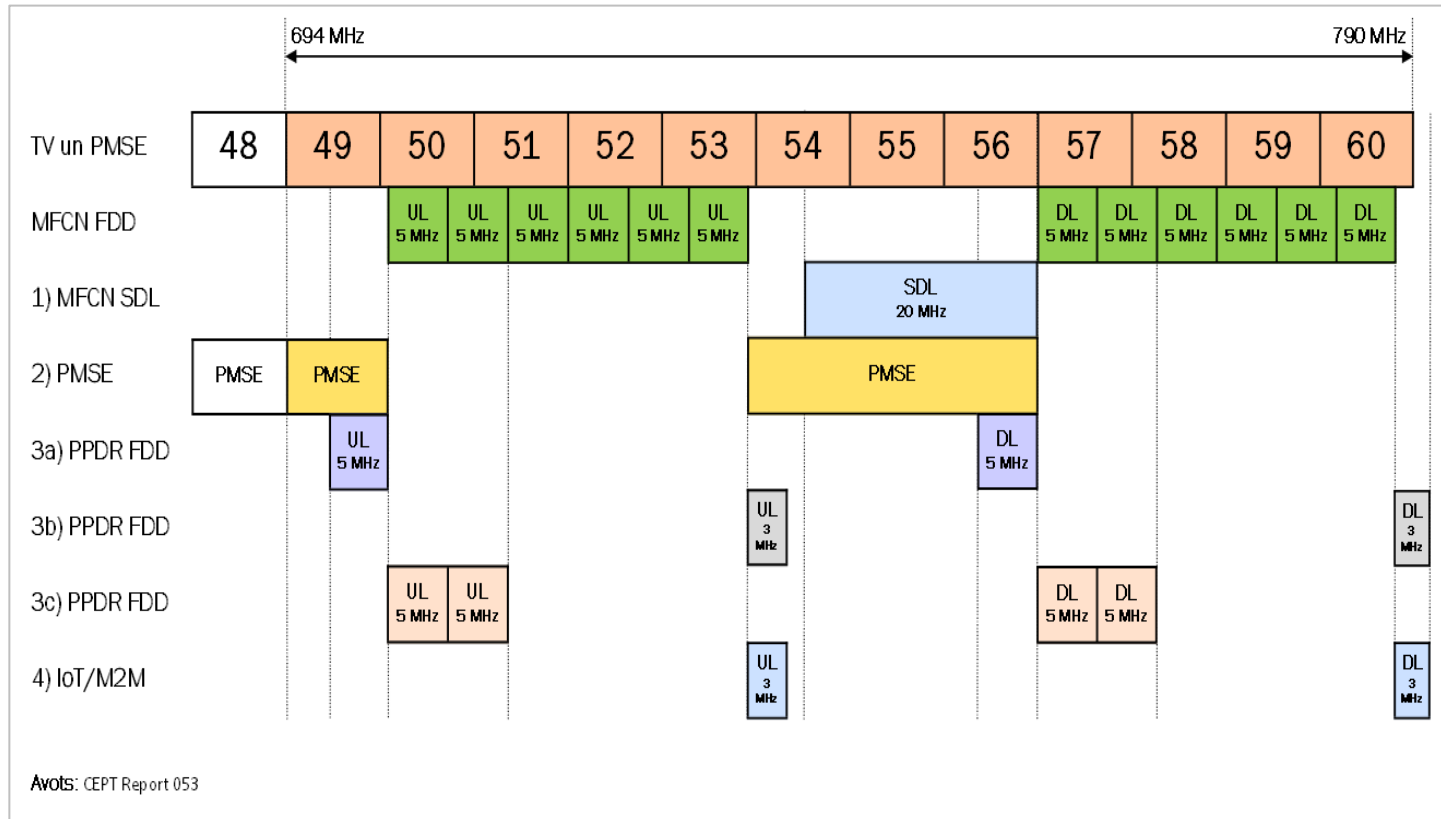 694 MHz 790 MHz
TV un PMSE 48 49 50 51 52 53 54 55 56 57 58 59 60
MFCN FDD
UL UL UL UL UL UL DL DL DL DL DL DL
5 MHz 5 MHz 5 MHz 5 MHz 5 MHz 5 MHz 5 MHz 5 MHz 5 MHz 5 MHz 5 MHz 5 MHz
1) MFCN SDL
SDL
20 MHz
2) PMSE PMSE PMSE PMSE
3a) PPDR FDD
UL DL
5 MHz 5 MHz
3b) PPDR FDD
UL DL
3 3
MHz MHz
3c) PPDR FDD
UL UL DL DL
5 MHz 5 MHz 5 MHz 5 MHz
4) IoT/M2M
UL DL
3 3
MHz MHz
Avots: CEPT Report 053